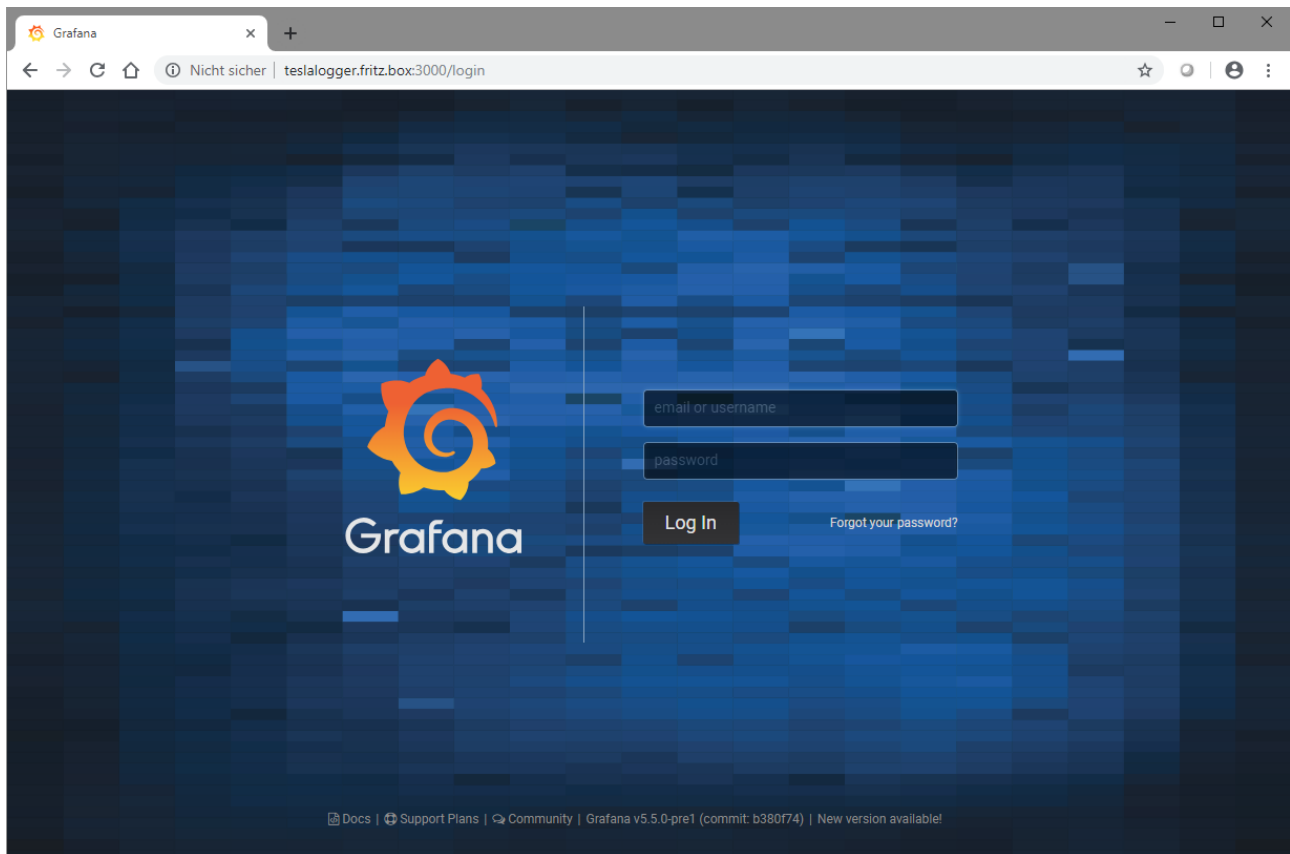 Grafana
Nicht sicher | teslalogger.fritz.box:3000/login
email or username
password
Log In
Forgot your password?
Grafana
Docs | Support Plans | Community | Grafana v5.5.0-pre1 (commit: b380f74) | New version available!